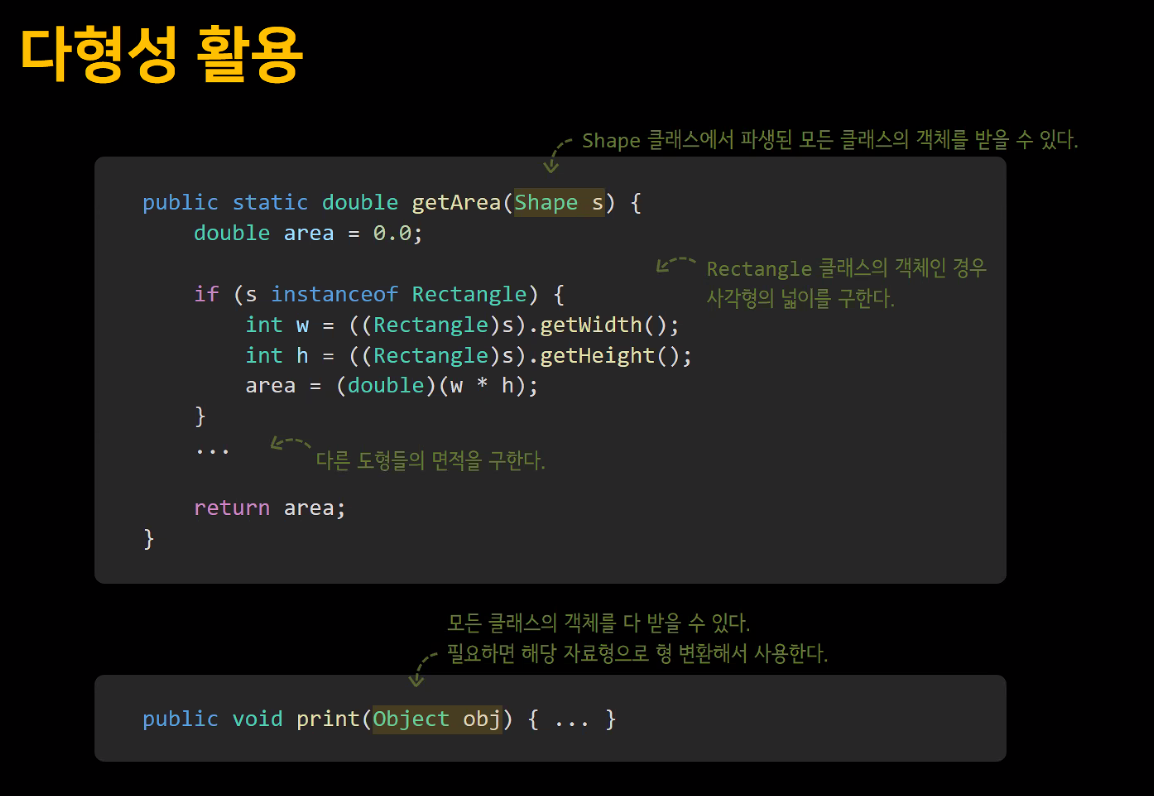 다형성 활용
Shape 클래스에서 파생된 모든 클래스의 객체를 받을 수 있다.
public static double getArea(Shape s) {
double area = 0.0;
Rectangle 클래스의 객체인 경우
사각형의 넓이를 구한다.
if (s instanceof Rectangle) {
int w = ((Rectangle)s).getWidth();
int h = ((Rectangle)s).getHeight();
area = (double)(w * h);
}
...
다른 도형들의 면적을 구한다.
return area;
}
모든 클래스의 객체를 다 받을 수 있다.
필요하면 해당 자료형으로 형 변환해서 사용한다.
public void print(Object obj) { ... }